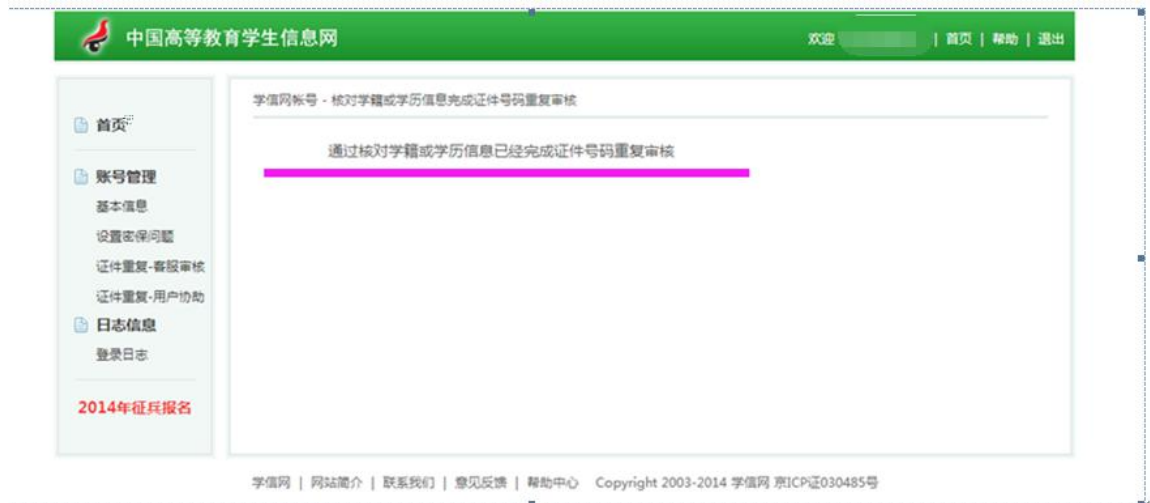 中国高等教育学生信息网
欢迎 | 首页 | 帮助 | 退出
首页
账号管理
基本信息
设置密保问题
证件重复-客服审核
证件重复-用户协助
日志信息
登录日志
2014年征兵报名
学信网帐号 - 核对学籍或学历信息完成证件号码重复审核
通过核对学籍或学历信息已经完成证件号码重复审核
学信网 | 网站简介 | 联系我们 | 意见反馈 | 帮助中心 Copyright 2003-2014 学信网 京ICP证030485号